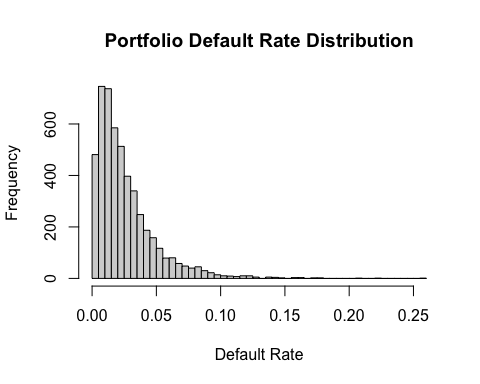 Portfolio Default Rate Distribution
Frequency
600
400
200
0
0.00 0.05 0.10 0.15 0.20 0.25
Default Rate